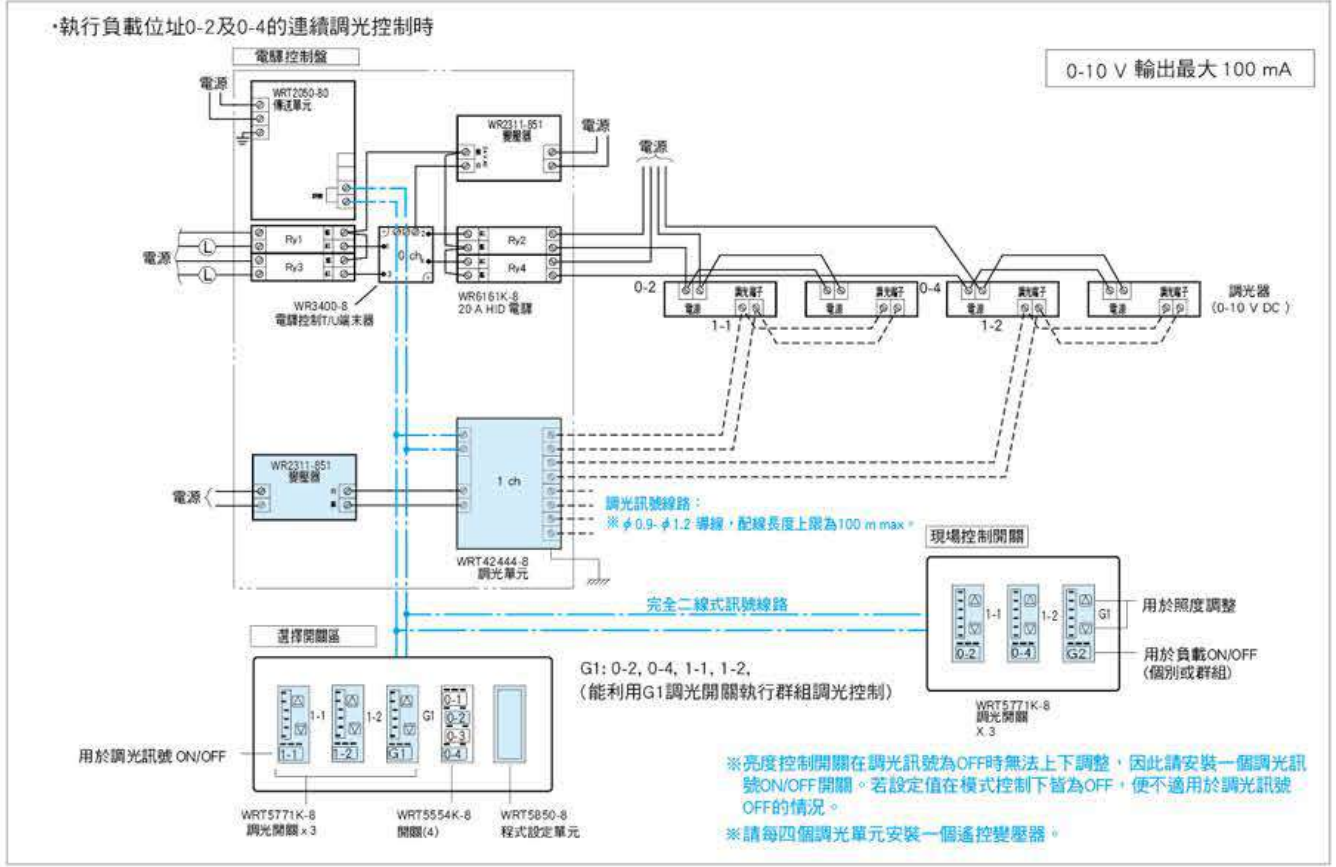 •執行負載位址0-2及0-4的連續調光控制時
0-10 V 輸出最大 100 mA
電驛控制盤
電源
WRT2050-80
傳送單元
WR2311-851
變壓器
電源
電源
電源
L
L
Ry1
Ry3
0 ch
Ry2
Ry4
WR3400-8
電驛控制T/U端末器
WR6161K-8
20 A HID 電驛
0-2
電源
調光端子
1-1
電源
調光端子
0-4
電源
調光端子
1-2
電源
調光端子
調光器
(0-10 V DC )
WR2311-851
變壓器
電源
1 ch
WRT42444-8
調光單元
調光訊號線路：
※ φ0.9- φ1.2 導線，配線長度上限為100 m max。
完全二線式訊號線路
現場控制開關
1-1
1-2
G1
0-2
0-4
G2
用於照度調整
用於負載ON/OFF
(個別或群組)
WRT5771K-8
調光開關
X 3
選擇開關區
1-1
1-2
G1
1-1
1-2
G1
0-1
0-2
0-3
0-4
用於調光訊號 ON/OFF
WRT5771K-8
調光開關 x 3
WRT5554K-8
開關(4)
WRT5850-8
程式設定單元
G1: 0-2, 0-4, 1-1, 1-2,
（能利用G1調光開關執行群組調光控制）
※亮度控制開關在調光訊號為OFF時無法上下調整，因此請安裝一個調光訊
號ON/OFF開關。若設定值在模式控制下皆為OFF，便不適用於調光訊號
OFF的情況。
※請每四個調光單元安裝一個遙控變壓器。